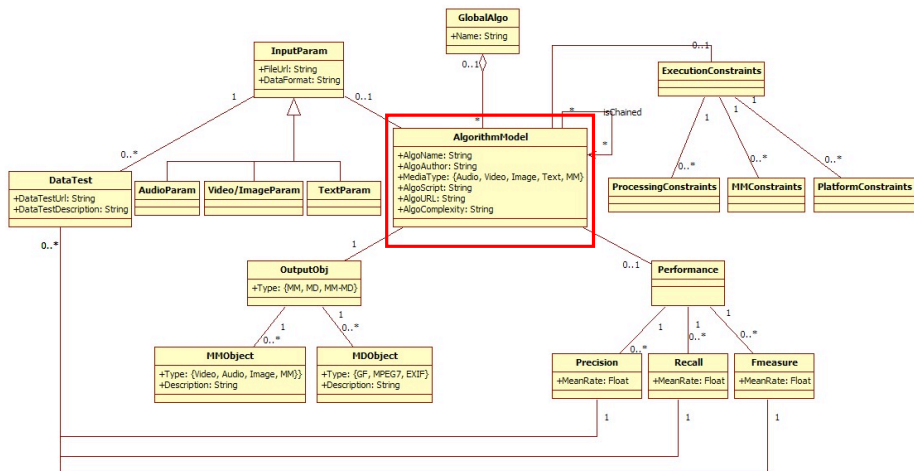 GlobalAlgo
+Name: String
0..1
*
InputParam
+FileUrl: String
+DataFormat: String
1
0..1
0..*
0..1
ExecutionConstraints
1
1
1
0..*
0..*
0..*
ProcessingConstraints
MMConstraints
PlatformConstraints
*
isChained
*
AlgorithmModel
+AlgoName: String
+AlgoAuthor: String
+MediaType: {Audio, Video, Image, Text, MM}
+AlgoScript: String
+AlgoURL: String
+AlgoComplexity: String
DataTest
+DataTestUrl: String
+DataTestDescription: String
0..*
AudioParam
Video/ImageParam
TextParam
1
OutputObj
+Type: {MM, MD, MM-MD}
1
1
0..*
0..*
MMObject
+Type: {Video, Audio, Image, MM}}
+Description: String
MDObject
+Type: {GF, MPEG7, EXIF}
+Description: String
0..1
Performance
1
1
1
0..*
0..*
0..*
Precision
+MeanRate: Float
Recall
+MeanRate: Float
Fmeasure
+MeanRate: Float
1
1
1